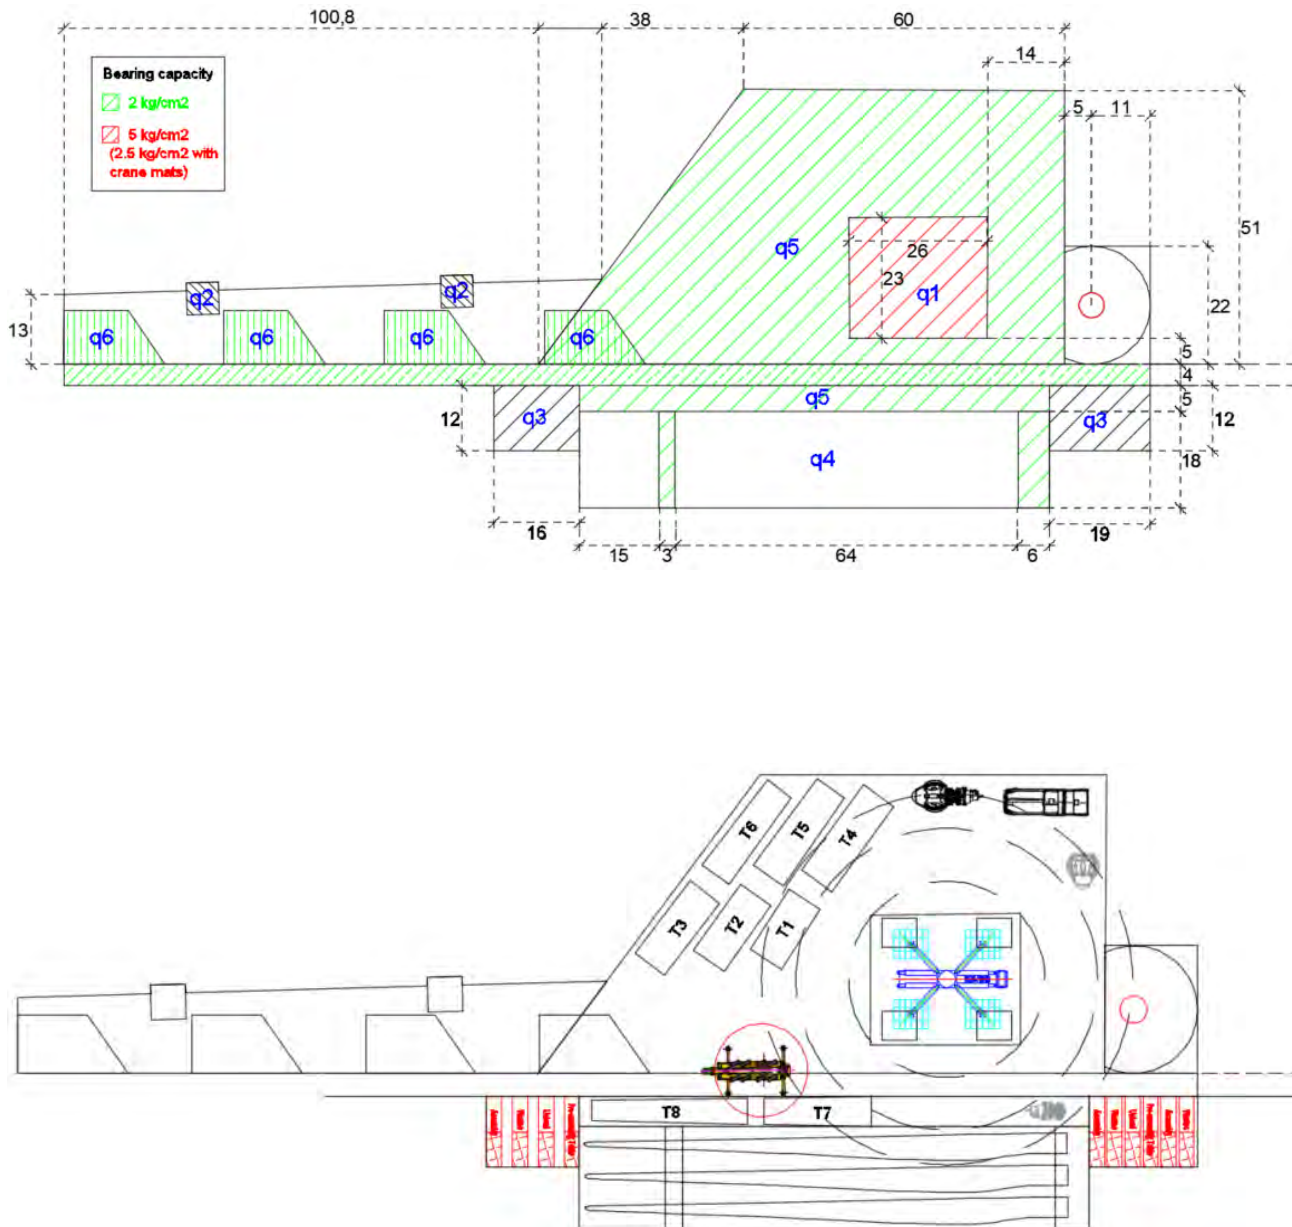 100,8
38
60
14
5
11
Bearing capacity
2 kg/cm2
5 kg/cm2
(2.5 kg/cm2 with
crane mats)
51
q5
26
23
q1
q2
q2
22
13
q6
q6
q6
q6
5
4
5
q5
12
q3
q3
12
q4
18
16
15
3
64
6
19
T6
T5
T4
T3
T2
T1
T8
T7